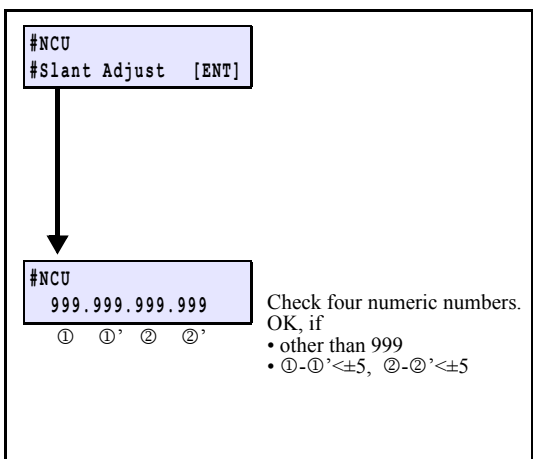 #NCU
#Slant Adjust [ENT]
#NCU
999.999.999.999
① ①’ ② ②’
Check four numeric numbers.
OK, if
• other than 999
• ①-①’<±5, ②-②’<±5